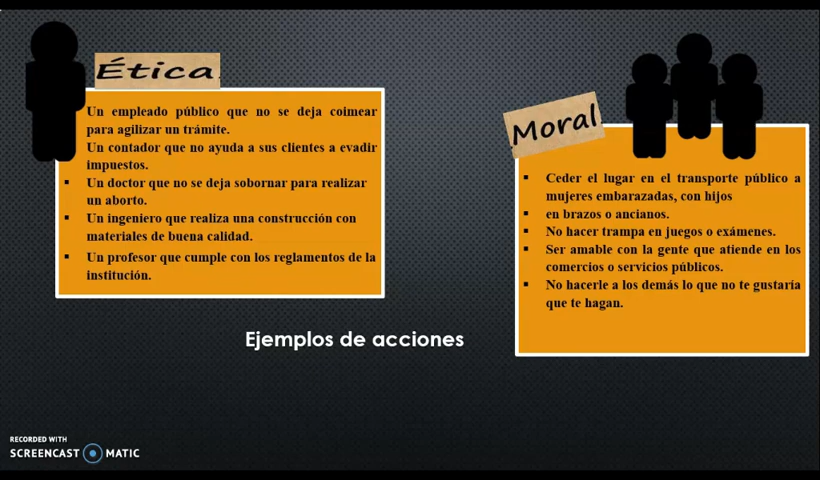 Ética
Un empleado público que no se deja coimear
para agilizar un trámite.
Un contador que no ayuda a sus clientes a evadir
impuestos.
▪ Un doctor que no se deja sobornar para realizar
un aborto.
▪ Un ingeniero que realiza una construcción con
materiales de buena calidad.
▪ Un profesor que cumple con los reglamentos de la
institución.
Moral
▪ Ceder el lugar en el transporte público a
mujeres embarazadas, con hijos
▪ en brazos o ancianos.
▪ No hacer trampa en juegos o exámenes.
▪ Ser amable con la gente que atiende en los
comercios o servicios públicos.
▪ No hacerle a los demás lo que no te gustaría
que te hagan.
Ejemplos de acciones
RECORDED WITH
SCREENCAST MATIC